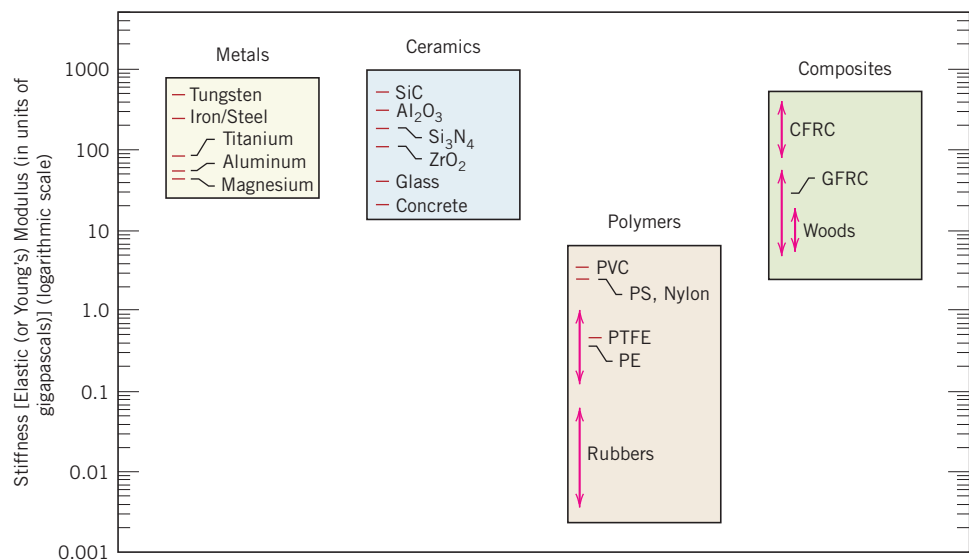 Stiffness [Elastic (or Young's) Modulus (in units of
gigapascals)] (logarithmic scale)
1000
100
10
1.0
0.1
0.01
0.001
Metals
Tungsten
Iron/Steel
Titanium
Aluminum
Magnesium
Ceramics
SiC
Al₂O₃
Si₃N₄
ZrO₂
Glass
Concrete
Polymers
PVC
PS, Nylon
PTFE
PE
Rubbers
Composites
CFRC
GFRC
Woods